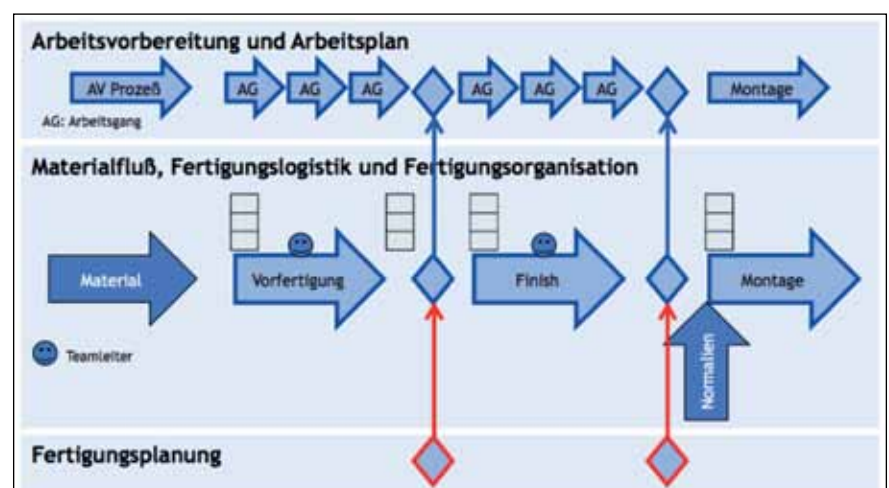 Arbeitsvorbereitung und Arbeitsplan
AV Prozeß AG AG AG AG AG AG Montage
AG: Arbeitsgang
Materialfluß, Fertigungslogistik und Fertigungsorganisation
Material Vorfertigung Finish Montage
Normalien
Teamleiter
Fertigungsplanung